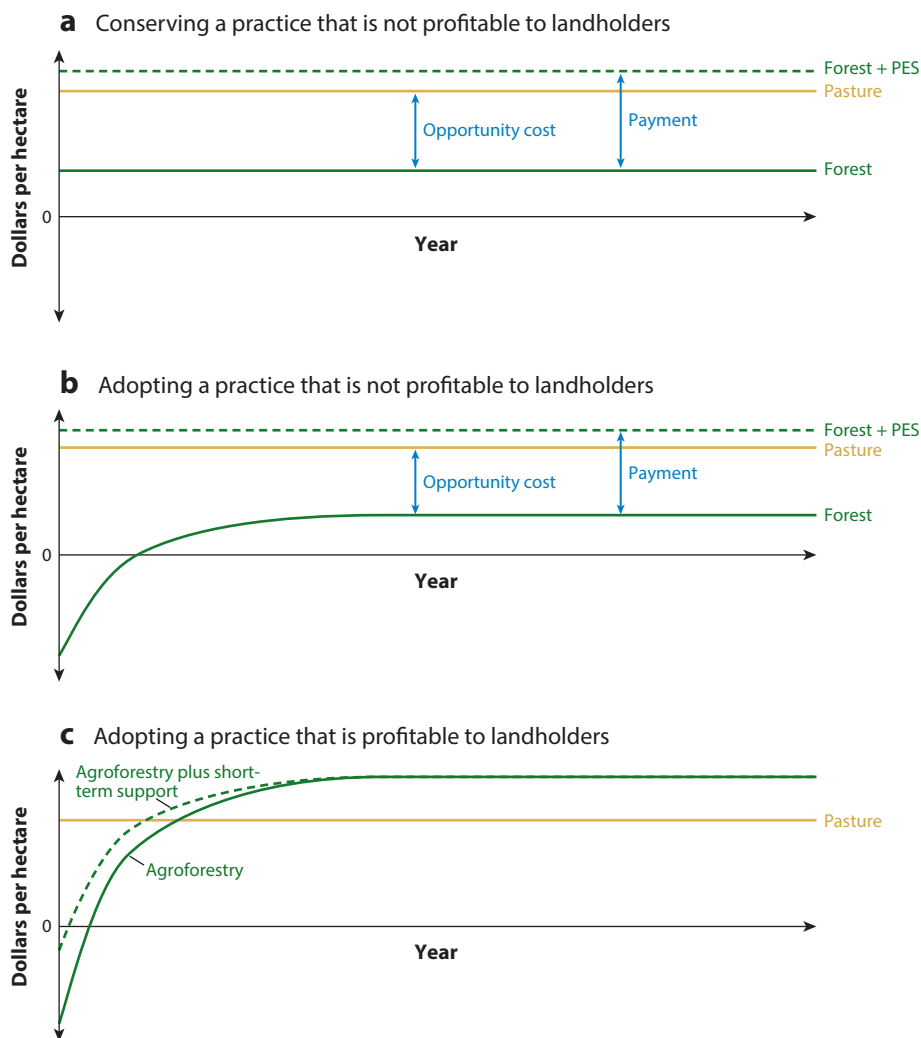 a Conserving a practice that is not profitable to landholders
Forest + PES
Pasture
Opportunity cost
Payment
Forest
Dollars per hectare
0
Year
b Adopting a practice that is not profitable to landholders
Forest + PES
Pasture
Opportunity cost
Payment
Forest
Dollars per hectare
0
Year
c Adopting a practice that is profitable to landholders
Agroforestry plus short-
term support
Pasture
Agroforestry
Dollars per hectare
0
Year